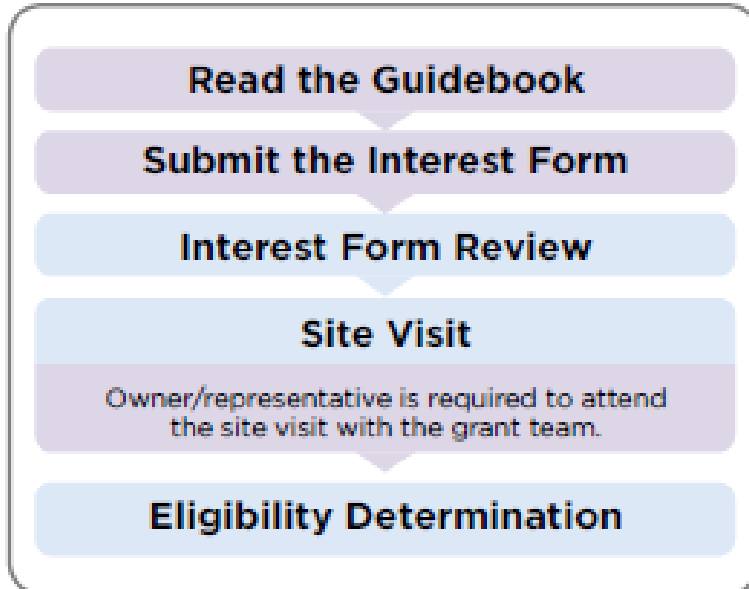 Read the Guidebook
Submit the Interest Form
Interest Form Review
Site Visit
Owner/representative is required to attend
the site visit with the grant team.
Eligibility Determination